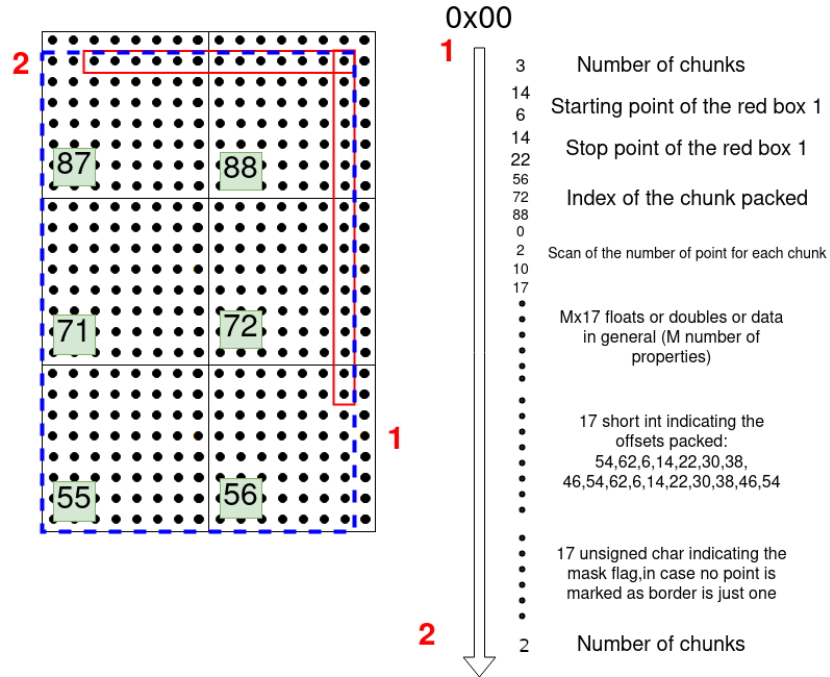 0x00
1
2
3 Number of chunks
14
Starting point of the red box 1
6
14
Stop point of the red box 1
22
56
72 Index of the chunk packed
88
0
2 Scan of the number of point for each chunk
10
17
Mx17 floats or doubles or data
in general (M number of
properties)
17 short int indicating the
offsets packed:
54,62,6,14,22,30,38,
46,54,62,6,14,22,30,38,46,54
17 unsigned char indicating the
mask flag,in case no point is
marked as border is just one
2
2 Number of chunks
87
88
71
72
1
55
56